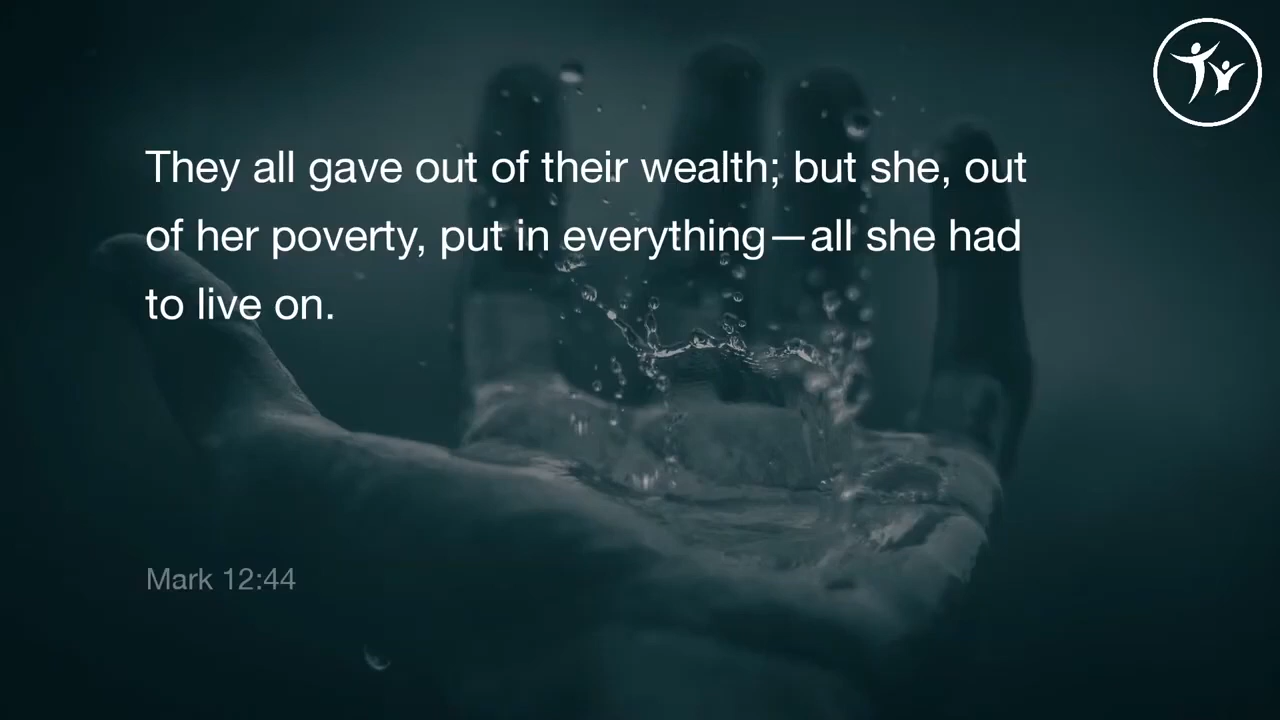 They all gave out of their wealth; but she, out
of her poverty, put in everything—all she had
to live on.
Mark 12:44